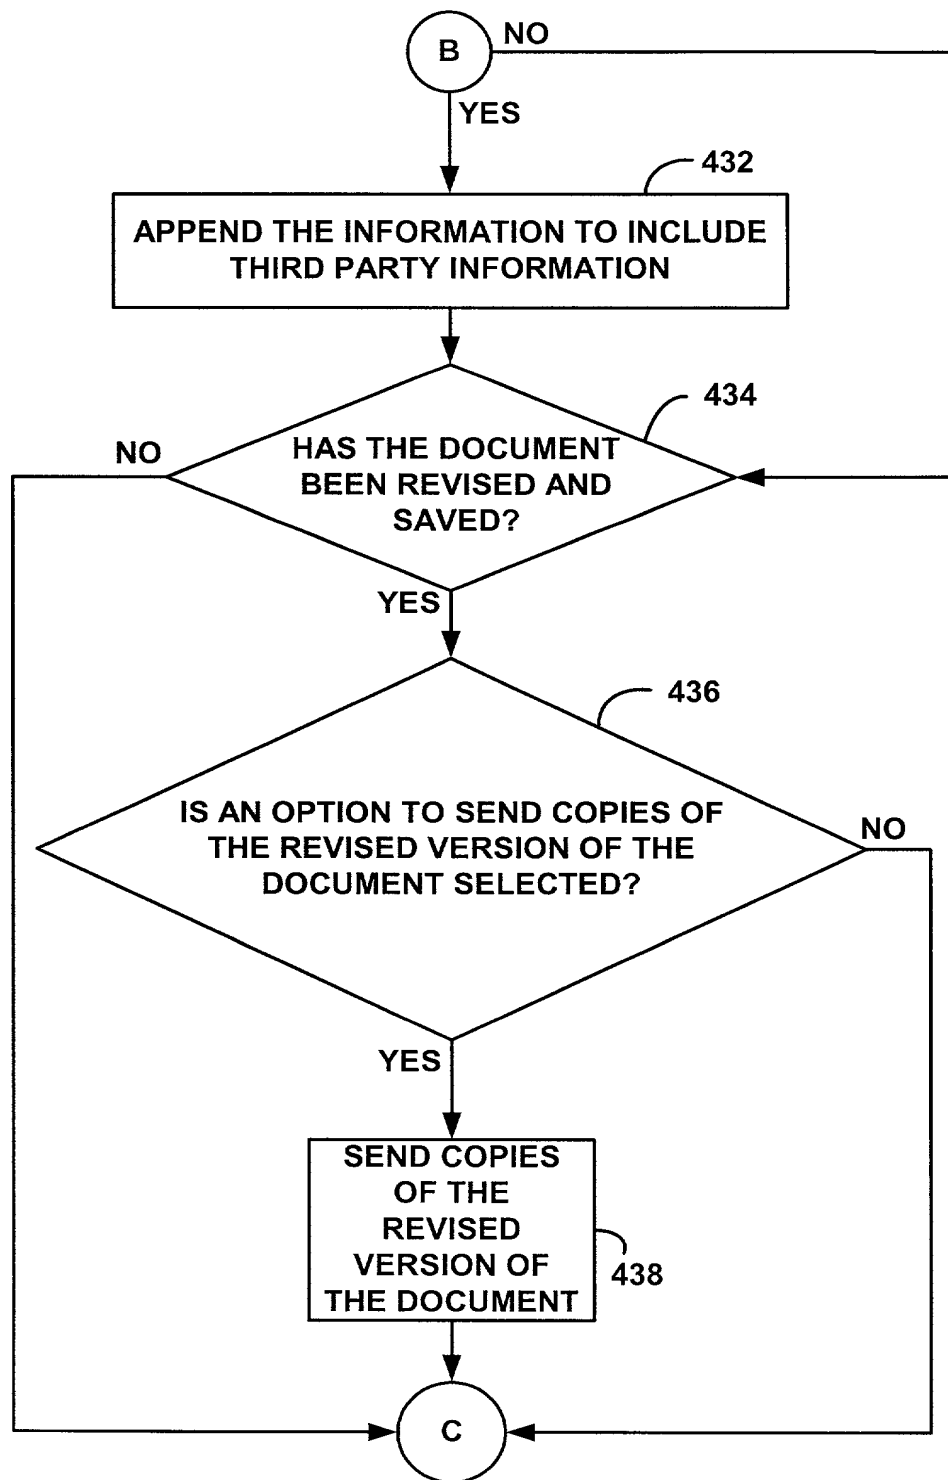 B
NO
YES
432
APPEND THE INFORMATION TO INCLUDE
THIRD PARTY INFORMATION
434
NO
HAS THE DOCUMENT
BEEN REVISED AND
SAVED?
YES
436
IS AN OPTION TO SEND COPIES OF
THE REVISED VERSION OF THE
DOCUMENT SELECTED?
NO
YES
SEND COPIES
OF THE
REVISED
VERSION OF
THE DOCUMENT
438
C